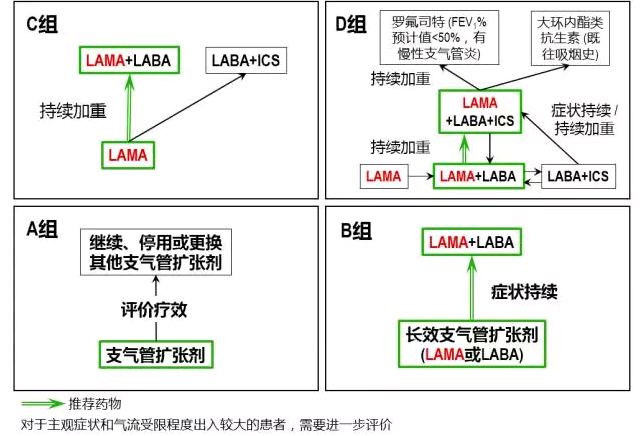 C组
LAMA+LABA
LABA+ICS
持续加重
LAMA
D组
罗氟司特 (FEV₁%
预计值<50%，有
慢性支气管炎)
大环内酯类
抗生素 (既
往吸烟史)
持续加重
LAMA
+LABA+ICS
症状持续 /
持续加重
持续加重
LAMA
LAMA+LABA
LABA+ICS
A组
继续、停用或更换
其他支气管扩张剂
评价疗效
支气管扩张剂
B组
LAMA+LABA
症状持续
长效支气管扩张剂
(LAMA或LABA)
推荐药物
对于主观症状和气流受限程度出入较大的患者，需要进一步评价